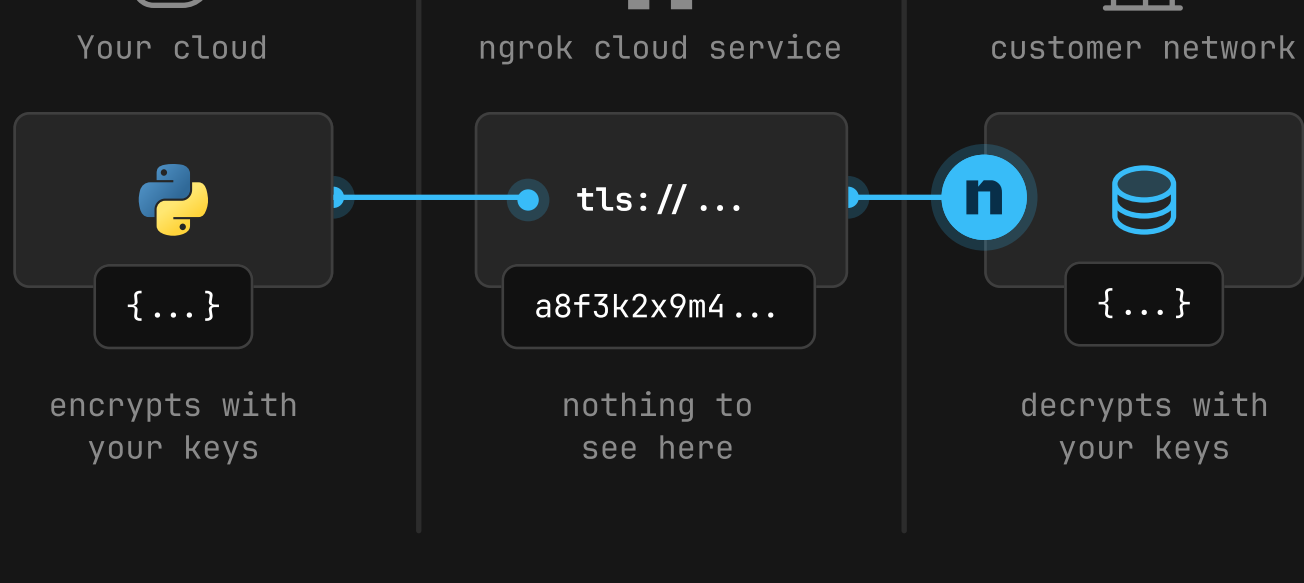 Your cloud
ngrok cloud service
customer network
tls://...
n
{...}
a8f3k2x9m4...
{...}
encrypts with
your keys
nothing to
see here
decrypts with
your keys